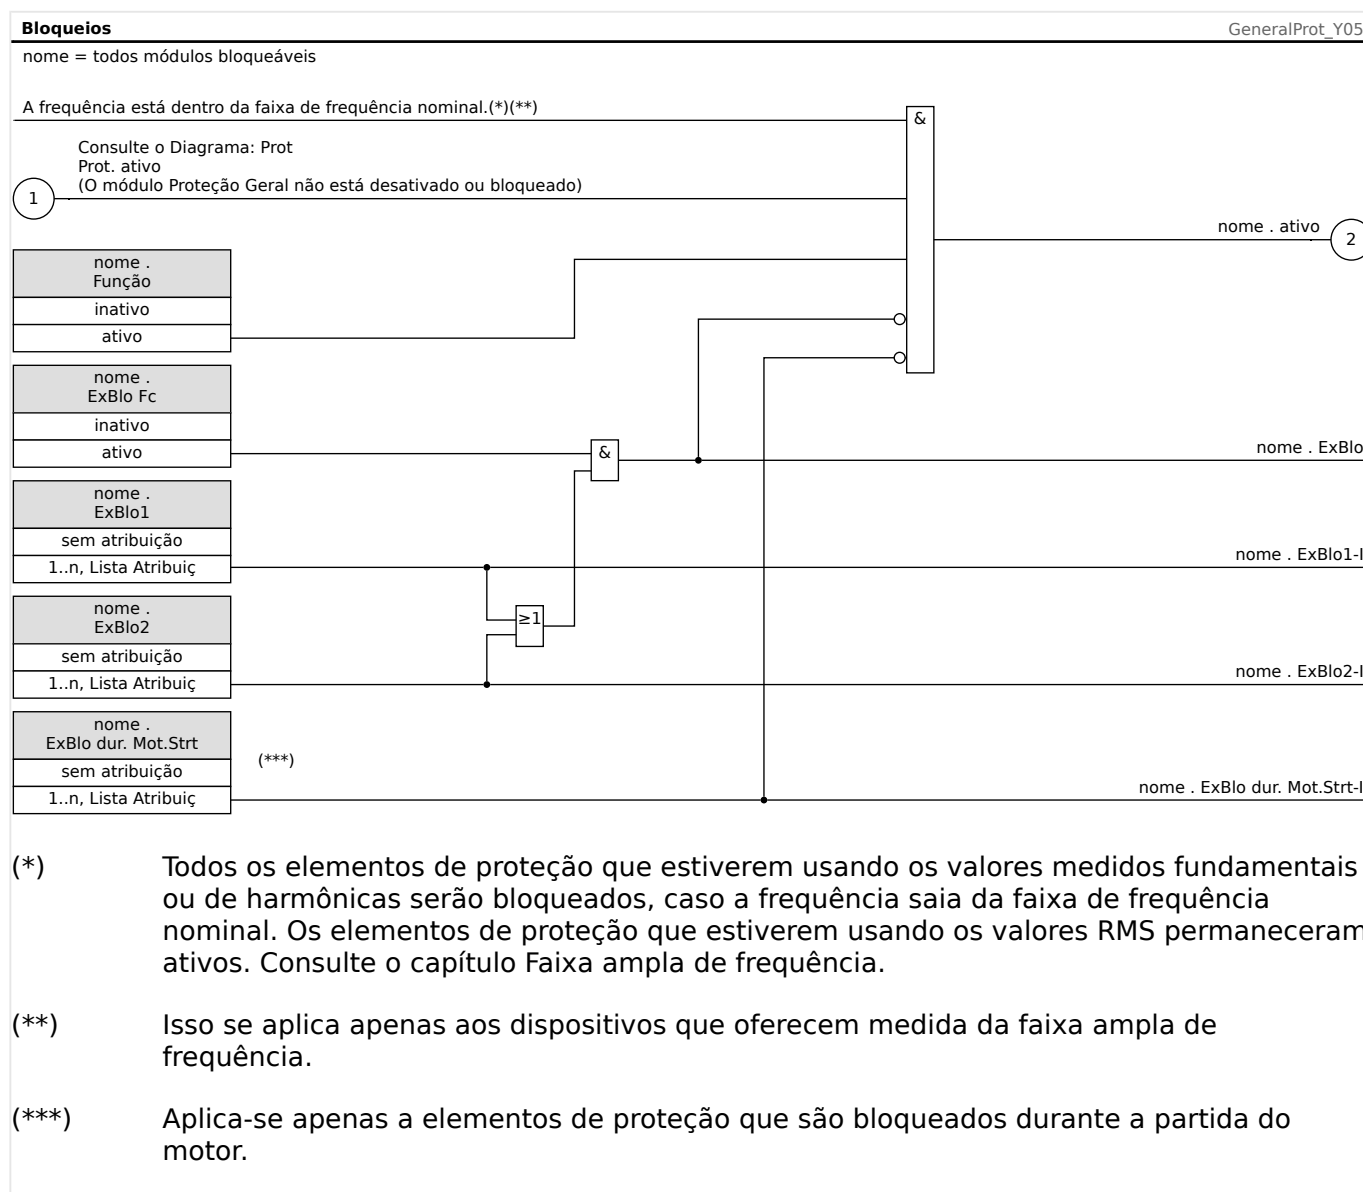 Bloqueios
GeneralProt_Y05
nome = todos módulos bloqueáveis
A frequência está dentro da faixa de frequência nominal.(*)(**)
&
Consulte o Diagrama: Prot
Prot. ativo
(O módulo Proteção Geral não está desativado ou bloqueado)
1
nome . ativo
2
nome .
Função
inativo
ativo
nome .
ExBlo Fc
inativo
ativo
&
nome . ExBlo
nome .
ExBlo1
sem atribuição
1..n, Lista Atribuiç
nome . ExBlo1-I
≥1
nome .
ExBlo2
sem atribuição
1..n, Lista Atribuiç
nome . ExBlo2-I
nome .
ExBlo dur. Mot.Strt
sem atribuição
1..n, Lista Atribuiç
(***)
nome . ExBlo dur. Mot.Strt-I
(*) Todos os elementos de proteção que estiverem usando os valores medidos fundamentais
ou de harmônicas serão bloqueados, caso a frequência saia da faixa de frequência
nominal. Os elementos de proteção que estiverem usando os valores RMS permaneceram
ativos. Consulte o capítulo Faixa ampla de frequência.
(**) Isso se aplica apenas aos dispositivos que oferecem medida da faixa ampla de
frequência.
(***) Aplica-se apenas a elementos de proteção que são bloqueados durante a partida do
motor.